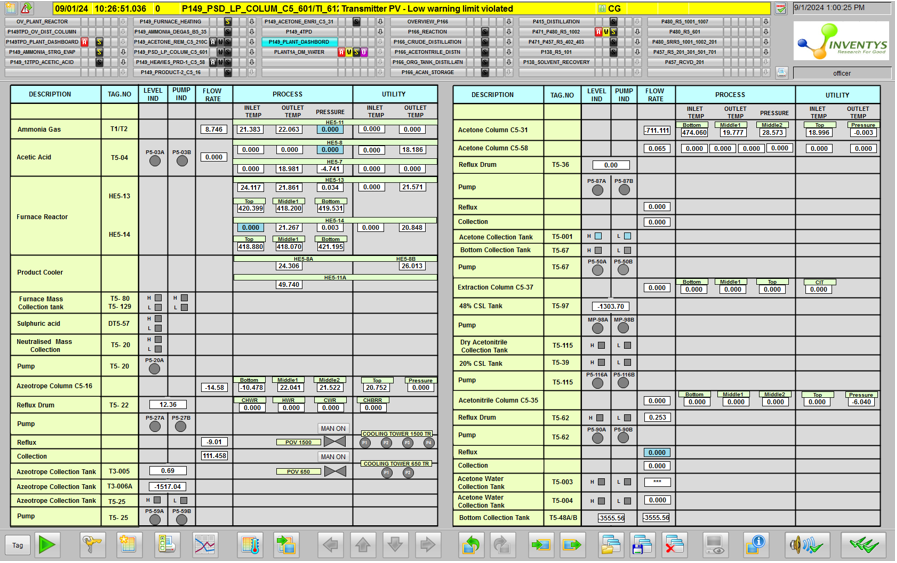 09/01/24 10:26:51.036 0 P149_PSD_LP_COLUM_C5_601/TI_61: Transmitter PV - Low warning limit violated CG 9/1/2024 1:00:25 PM
OV_PLANT_REACTOR P149_FURNACE_HEATING P149_ACETONE_ENRI_C5_31 OVERVIEW_P166 P415_DISTILLATION P480_RS_1001_1007
P149TPD_OV_DIST_COLUMN P149_AMMONIA_DEGAS_BS_35 P149_4TPD P166_REACTION P471_P480_RS_1002 P480_RS_601
P149TPD_PLANT_DASHBOARD P149_ACETONE_REM_C5_210C P149_PLANT_DASHBORD P166_CRUDE_DISTILLATION P471_P457_RS_402_403
P149_AMMONIA_STRG_EWP P149_PSD_LP_COLUMN_C5_601 PLANT14_DM_WATER P166_ACETONTRILE_DISTN P138_RS_101
P149_12TPD_ACETIC_ACID P149_HEAVIES_PRD-1_C5_58 P166_ORG_TANK_DISTILATN P138_SOLVENT_RECOVERY P457_RCVD_201
P149_PRODUCT-2_C5_16 P166_ACAN_STORAGE
INVENTYS
Research For Good
officer
DESCRIPTION TAG.NO LEVEL IND PUMP IND FLOW RATE PROCESS UTILITY
INLET TEMP OUTLET TEMP PRESSURE INLET TEMP OUTLET TEMP
HE5-11
Ammonia Gas T1/T2 8.746 21.383 22.063 0.000 0.000 0.000
HE5-8
Acetic Acid T5-04 P5-03A P5-03B 0.000 0.000 0.000 0.000 0.000 18.186
HE5-7
0.000 18.981 -4.741 0.000 0.000
Furnace Reactor
HE5-13
HE5-13 24.117 21.861 0.034 0.000 21.571
Top Middle1 Bottom
420.399 418.200 419.531
HE5-14
HE5-14 0.000 21.267 0.003 0.000 20.848
Top Middle1 Bottom
418.880 418.070 421.195
HE5-8A HE5-8B
Product Cooler 24.306 26.013
HE5-11A
49.740
Furnace Mass Collection tank T5- 80 T5- 129 H H L L
Sulphuric acid DT5-57 H L
Neutralised Mass Collection T5- 20 H L
Pump T5- 20 P5-20A
Bottom Middle1 Middle2 Top Pressure
Azeotrope Column C5-16 -14.58 -10.478 22.041 21.522 20.752 0.000
CHWR HWR CWR CHBRR
Reflux Drum T5- 22 12.36 0.000 0.000 0.000 0.000
Pump P5-27A P5-27B MAN ON
COOLING TOWER 1500 TR
Reflux -9.01 POV 1500 P1 P2 P3 P4
Collection 111.458 MAN ON
COOLING TOWER 650 TR
Azeotrope Collection Tank T3-005 0.69 POV 650 P1 P2
Azeotrope Collection Tank T3-006A -1517.04
Azeotrope Collection Tank T5-25 H L
Pump T5- 25 P5-59A P5-59B
DESCRIPTION TAG.NO LEVEL IND PUMP IND FLOW RATE PROCESS UTILITY
INLET TEMP OUTLET TEMP PRESSURE INLET TEMP OUTLET TEMP
Bottom Middle1 Middle2 Top Pressure
Acetone Column C5-31 -711.111 474.060 19.777 28.573 18.996 -0.003
Acetone Column C5-58 0.065 0.000 0.000 0.000 0.000 0.000 0.000
Reflux Drum T5-36 0.00
Pump P5-87A P5-87B
Reflux 0.000
Collection 0.000
Acetone Collection Tank T5-001 H L
Bottom Collection Tank T5-67 H L
Pump T5-67 P5-50A P5-50B
Bottom Middle1 Top CIT
Extraction Column C5-37 0.000 0.000 0.000 0.000 0.000
48% CSL Tank T5-97 -1303.70
Pump MP-98A MP-98B
Dry Acetonitrile Collection Tank T5-115 H L
20% CSL Tank T5-39 H L
Pump T5-115 P5-116A P5-116B
Bottom Middle1 Middle2 Top Pressure
Acetonitrile Column C5-35 0.000 0.000 0.000 0.000 0.000 -6.040
Reflux Drum T5-62 H L 0.253
Pump T5-62 P5-90A P5-90B
Reflux 0.000
Collection 0.000
Acetone Water Collection Tank T5-003 H L ***
Acetone Water Collection Tank T5-004 H L 0.000
Bottom Collection Tank T5-48A/B -3555.56 -3555.56
Tag